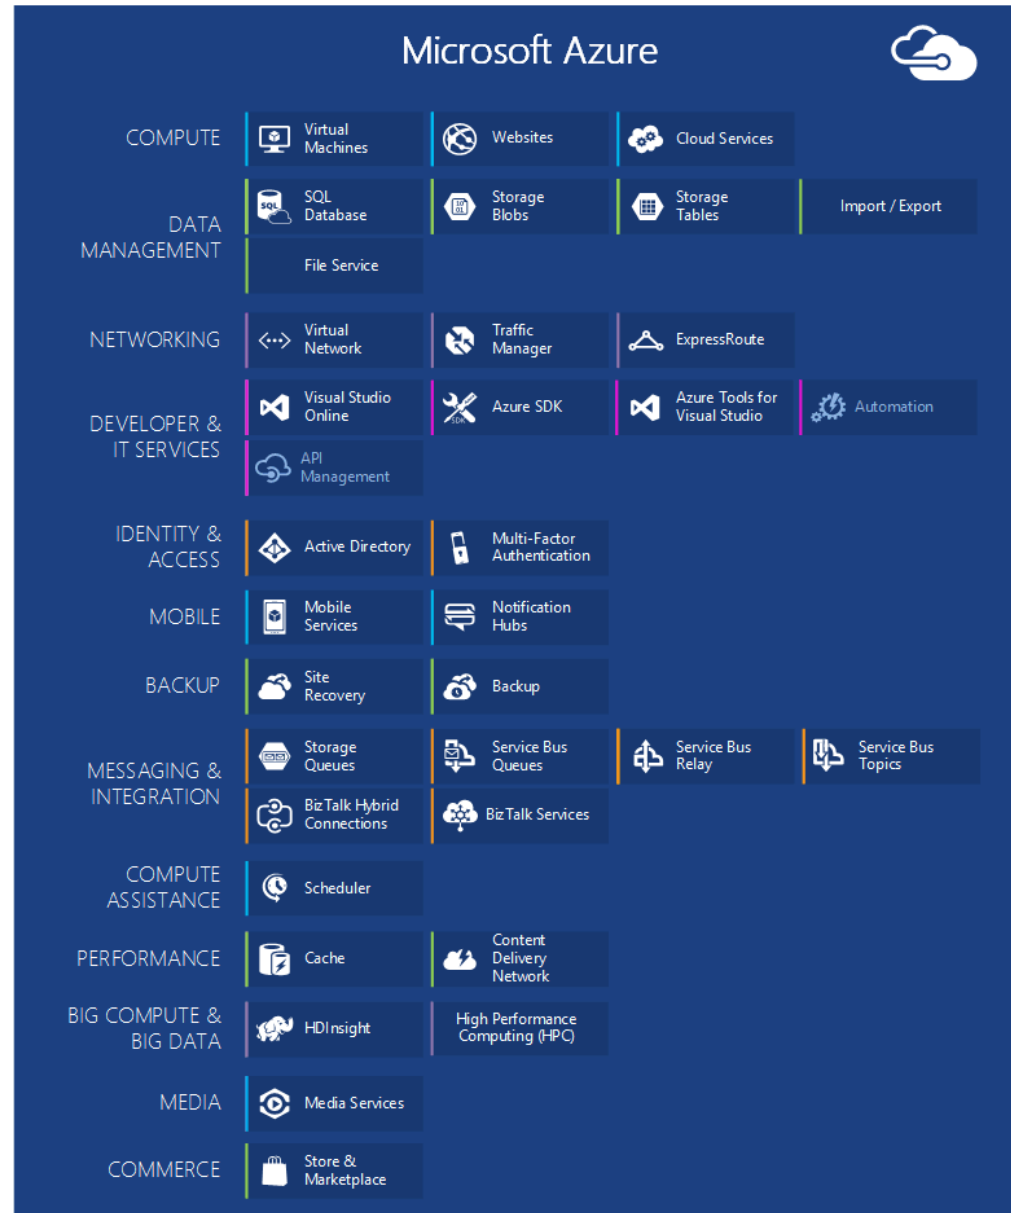 Microsoft Azure
COMPUTE
Virtual
Machines
Websites
Cloud Services
DATA
MANAGEMENT
SQL
SQL
Database
10
01
Storage
Blobs
Storage
Tables
Import / Export
File Service
NETWORKING
Virtual
Network
Traffic
Manager
ExpressRoute
DEVELOPER &
IT SERVICES
Visual Studio
Online
SDK
Azure SDK
Azure Tools for
Visual Studio
Automation
API
Management
IDENTITY &
ACCESS
Active Directory
Multi-Factor
Authentication
MOBILE
Mobile
Services
Notification
Hubs
BACKUP
Site
Recovery
Backup
MESSAGING &
INTEGRATION
Storage
Queues
Service Bus
Queues
Service Bus
Relay
Service Bus
Topics
BizTalk Hybrid
Connections
BizTalk Services
COMPUTE
ASSISTANCE
Scheduler
PERFORMANCE
Cache
Content
Delivery
Network
BIG COMPUTE &
BIG DATA
HDInsight
High Performance
Computing (HPC)
MEDIA
Media Services
COMMERCE
Store &
Marketplace